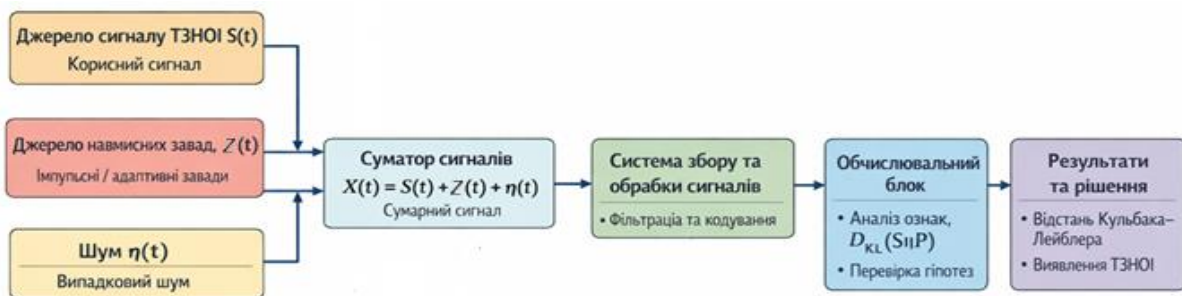 Джерело сигналу ТЗНОІ S(t)
Корисний сигнал
Джерело навмисних завад, Z(t)
Імпульсні / адаптивні завади
Шум η(t)
Випадковий шум
Суматор сигналів
X(t) = S(t) + Z(t) + η(t)
Сумарний сигнал
Система збору та
обрабки сигналів
• Фільтраціа та кодування
Обчислювальний
блок
• Аналіз ознак,
D_KL (SııP)
• Перевірка гіпотез
Результати
та рішення
• Відстань Кульбака–
Лейблера
• Виявлення ТЗНОІ